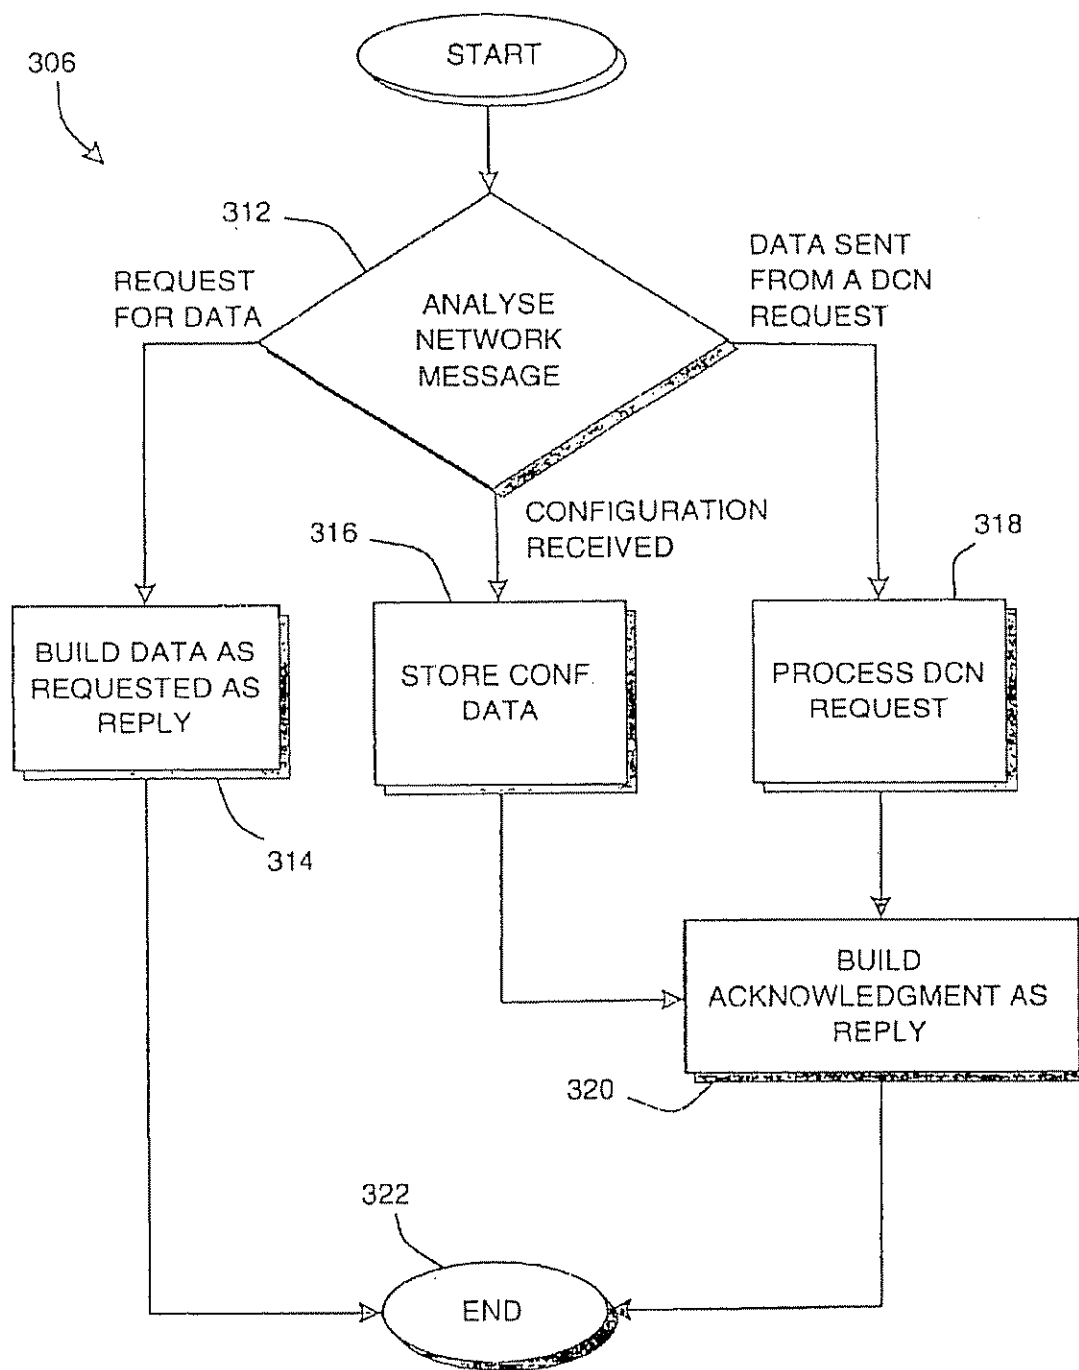 START
306
312
REQUEST
FOR DATA
ANALYSE
NETWORK
MESSAGE
DATA SENT
FROM A DCN
REQUEST
CONFIGURATION
RECEIVED
316
318
BUILD DATA AS
REQUESTED AS
REPLY
STORE CONF.
DATA
PROCESS DCN
REQUEST
314
BUILD
ACKNOWLEDGMENT AS
REPLY
320
322
END